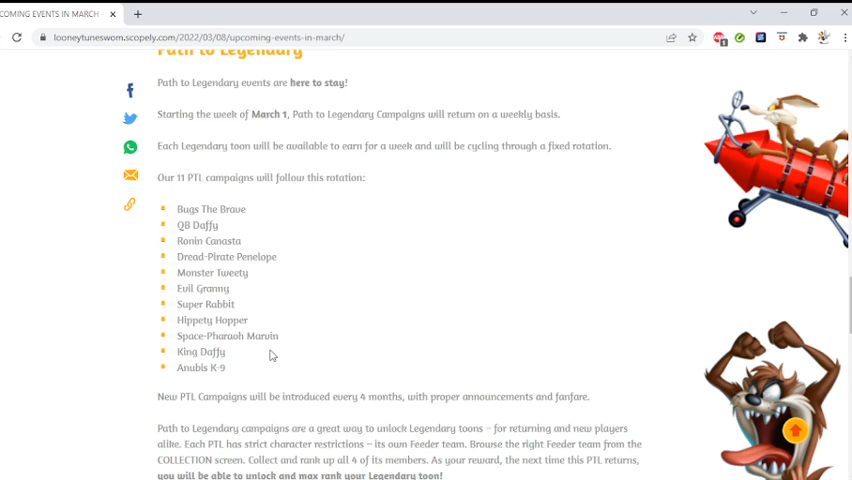 COMING EVENTS IN MARCH
looneytuneswom.scopely.com/2022/03/08/upcoming-events-in-march/
Path to Legendary
Path to Legendary events are here to stay!
Starting the week of March 1, Path to Legendary Campaigns will return on a weekly basis.
Each Legendary toon will be available to earn for a week and will be cycling through a fixed rotation.
Our 11 PTL campaigns will follow this rotation:
Bugs The Brave
QB Daffy
Ronin Canasta
Dread-Pirate Penelope
Monster Tweety
Evil Granny
Super Rabbit
Hippety Hopper
Space-Pharaoh Marvin
King Daffy
Anubis K-9
New PTL Campaigns will be introduced every 4 months, with proper announcements and fanfare.
Path to Legendary campaigns are a great way to unlock Legendary toons – for returning and new players
alike. Each PTL has strict character restrictions – its own Feeder team. Browse the right Feeder team from the
COLLECTION screen. Collect and rank up all 4 of its members. As your reward, the next time this PTL returns,
you will be able to unlock and max rank your Legendary toon!